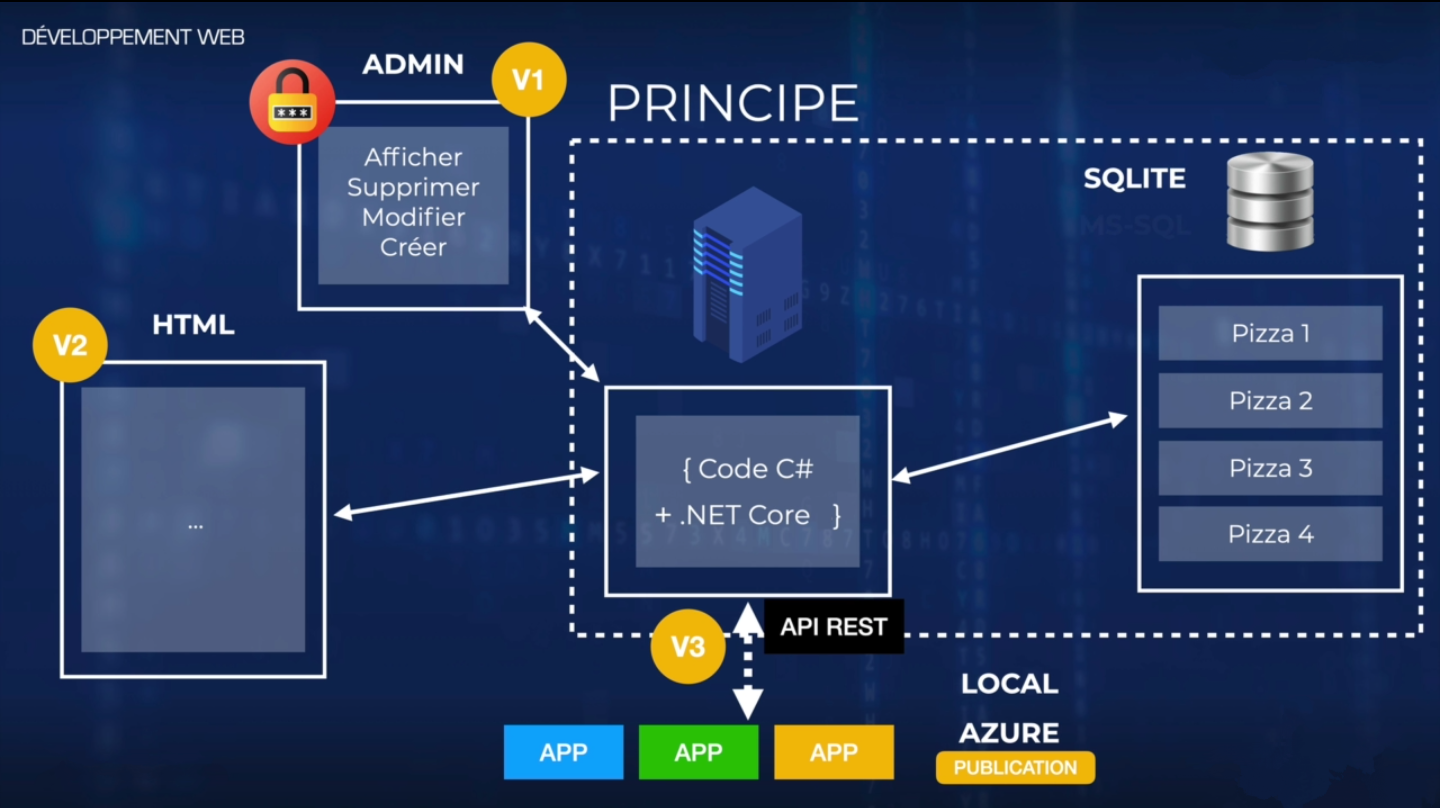 DÉVELOPPEMENT WEB
ADMIN
V1
***
Afficher
Supprimer
Modifier
Créer
PRINCIPE
SQLITE
MS-SQL
V2
HTML
...
{ Code C#
+ .NET Core }
Pizza 1
Pizza 2
Pizza 3
Pizza 4
V3
API REST
APP
APP
APP
LOCAL
AZURE
PUBLICATION